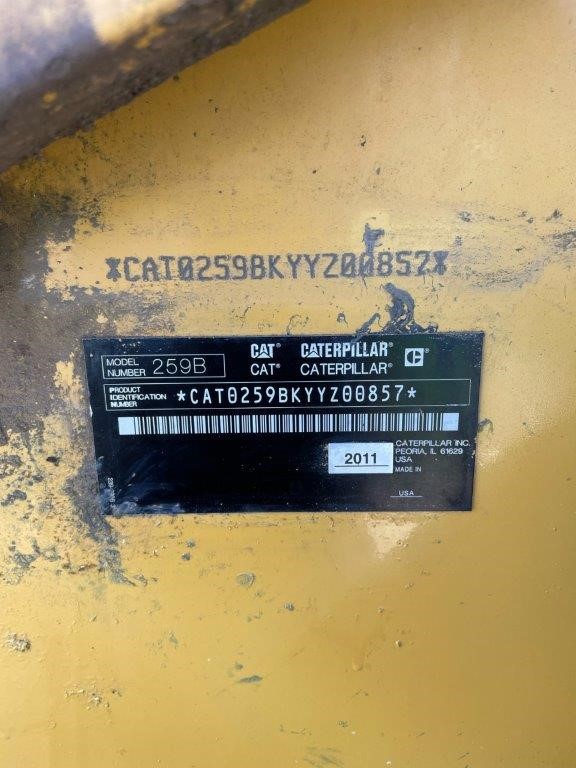 *CAT0259BKYYZ00857*
MODEL NUMBER 259B
CAT® CATERPILLAR®
CAT® CATERPILLAR®
PRODUCT IDENTIFICATION NUMBER *CAT0259BKYYZ00857*
2011
CATERPILLAR INC.
PEORIA, IL 61629
USA
MADE IN
USA